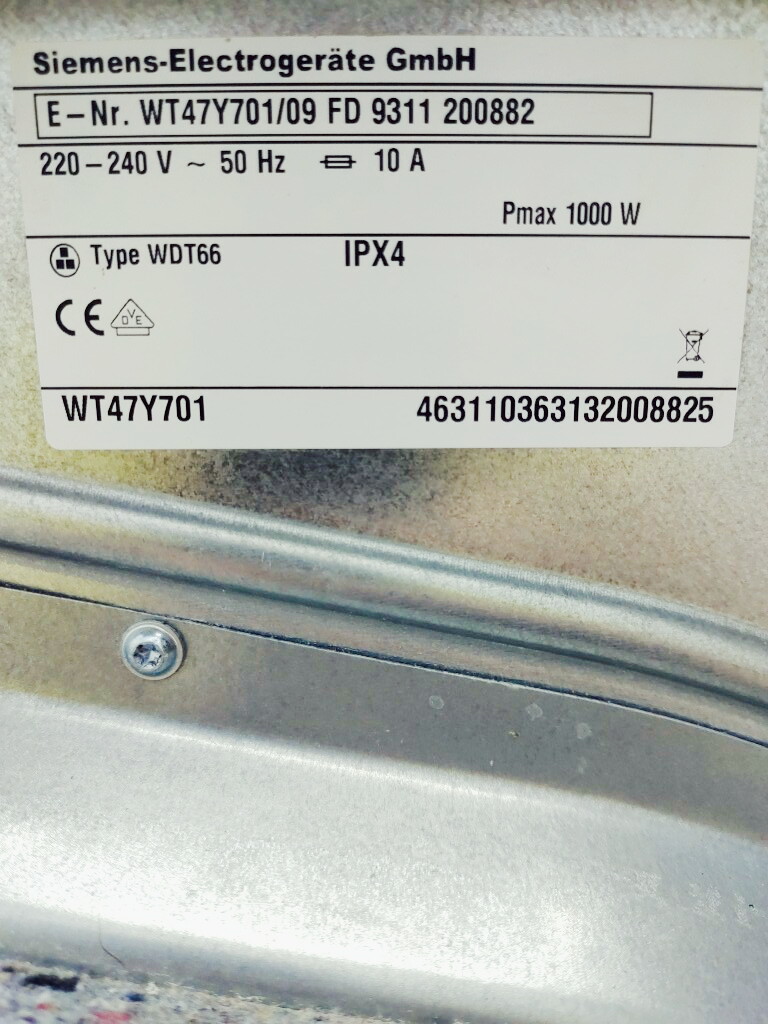 Siemens-Electrogeräte GmbH
E-Nr. WT47Y701/09 FD 9311 200882
220-240 V ~ 50 Hz 10 A
Pmax 1000 W
Type WDT66 IPX4
CE OVE
WT47Y701 463110363132008825